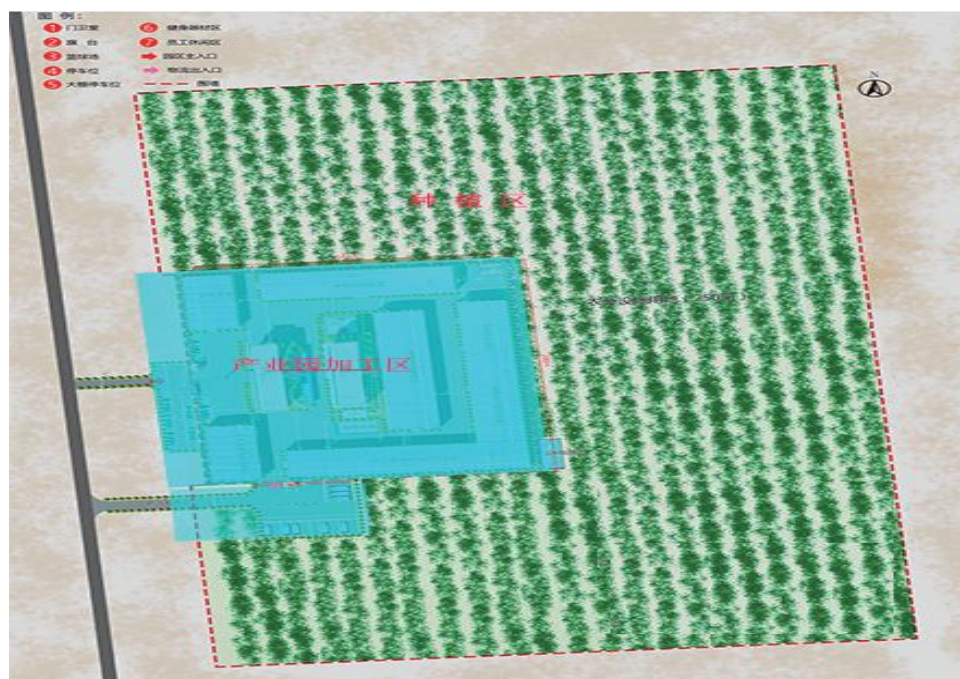 图例:
1 门卫室
2 旗台
3 篮球场
4 停车位
5 大棚停车位
6 健身器材区
7 员工休闲区
园区主入口
物流出入口
围墙
N
种植区
产业园加工区